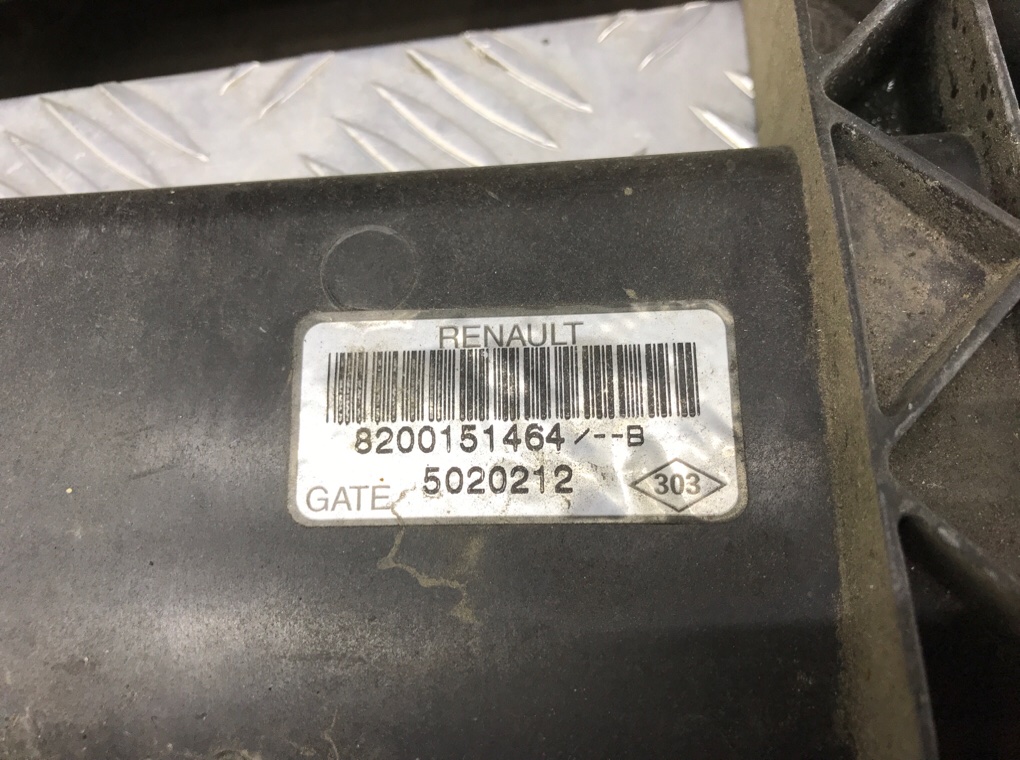 RENAULT
8200151464/--B
5020212
GATE
303